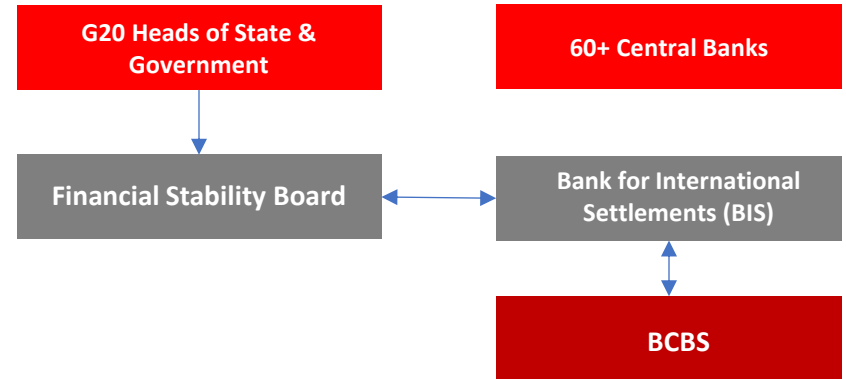 G20 Heads of State &
Government
60+ Central Banks
Financial Stability Board
Bank for International
Settlements (BIS)
BCBS